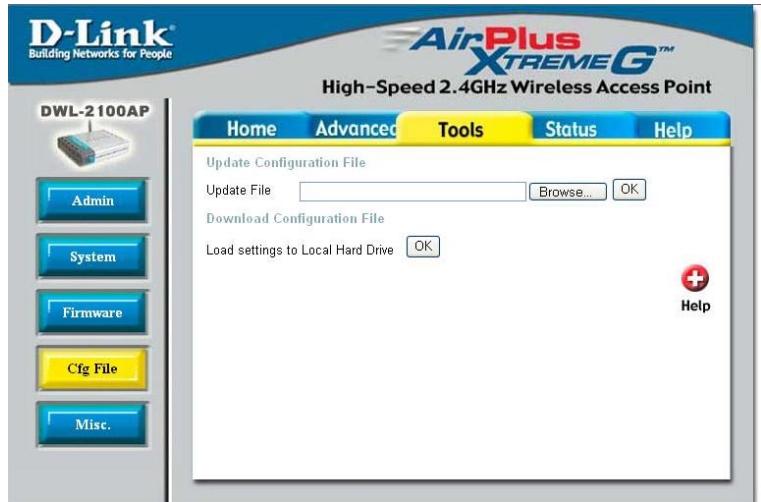 D-Link
Building Networks for People
AirPlus
XTREME G™
High-Speed 2.4GHz Wireless Access Point
DWL-2100AP
Home Advanced Tools Status Help
Update Configuration File
Update File Browse... OK
Download Configuration File
Load settings to Local Hard Drive OK
Help
Admin
System
Firmware
Cfg File
Misc.